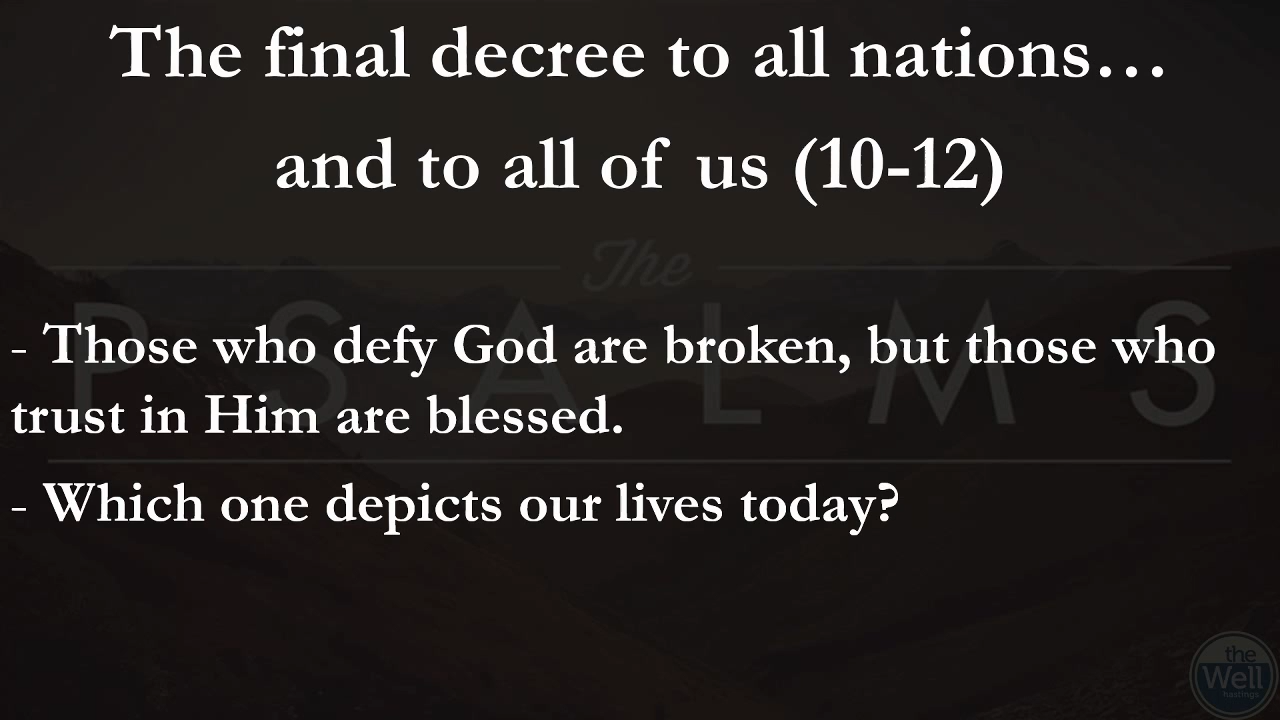 The final decree to all nations…
and to all of us (10-12)
The
PSALMS
- Those who defy God are broken, but those who
trust in Him are blessed.
- Which one depicts our lives today?
the
Well
hastings